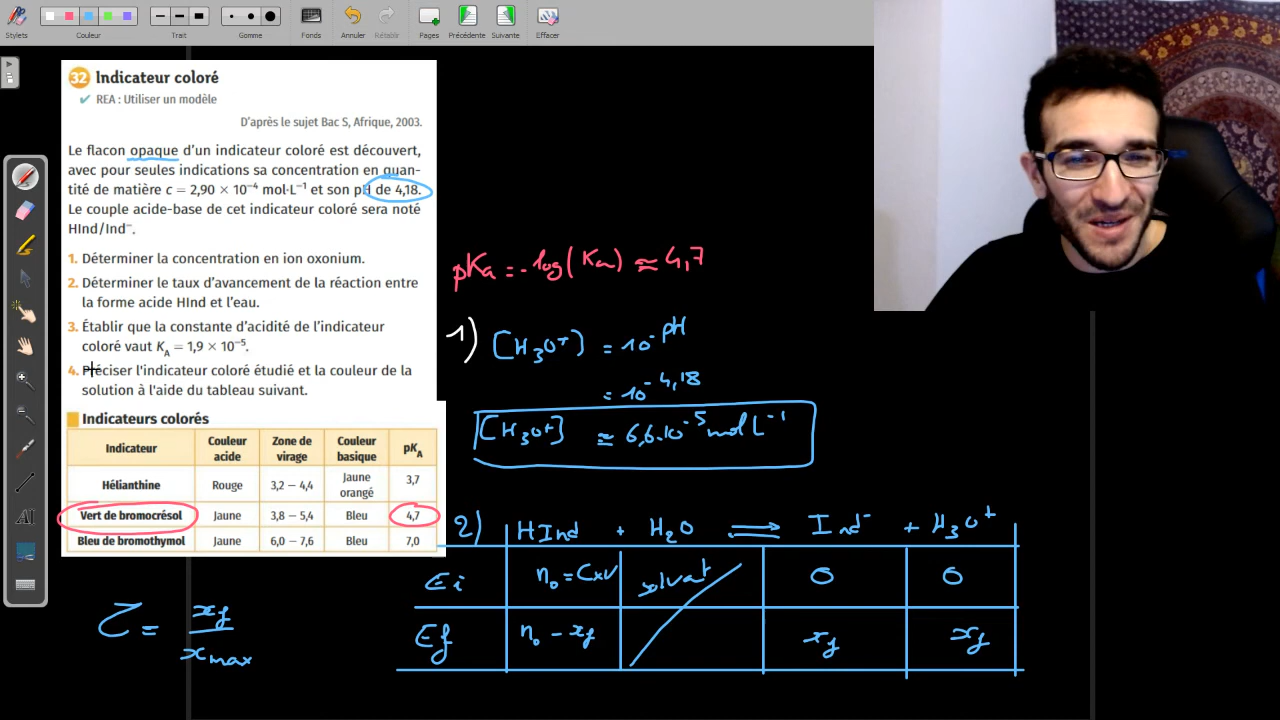 Stylets Couleur Trait Gomme Fonds Annuler Rétablir Pages Précédente Suivante Effacer
32 Indicateur coloré
✓ REA : Utiliser un modèle
D'après le sujet Bac S, Afrique, 2003.
Le flacon opaque d'un indicateur coloré est découvert,
avec pour seules indications sa concentration en quan-
tité de matière c = 2,90 × 10⁻⁴ mol·L⁻¹ et son pH de 4,18.
Le couple acide-base de cet indicateur coloré sera noté
HInd/Ind⁻.
1. Déterminer la concentration en ion oxonium.
2. Déterminer le taux d'avancement de la réaction entre
la forme acide HInd et l'eau.
3. Établir que la constante d'acidité de l'indicateur
coloré vaut K_A = 1,9 × 10⁻⁵.
4. Préciser l'indicateur coloré étudié et la couleur de la
solution à l'aide du tableau suivant.
Indicateurs colorés
Indicateur Couleur acide Zone de virage Couleur basique pK_A
Hélianthine Rouge 3,2 – 4,4 Jaune orangé 3,7
Vert de bromocrésol Jaune 3,8 – 5,4 Bleu 4,7
Bleu de bromothymol Jaune 6,0 – 7,6 Bleu 7,0
pKa = -log(Ka) ≈ 4,7
1) [H₃O⁺] = 10^-pH
= 10^-4,18
[H₃O⁺] ≈ 6,6.10⁻⁵ mol L⁻¹
2) HInd + H₂O ⇌ Ind⁻ + H₃O⁺
Ei n₀ = C×V solvant 0 0
Ef n₀ - x_f x_f x_f
τ = x_f / x_max
AI